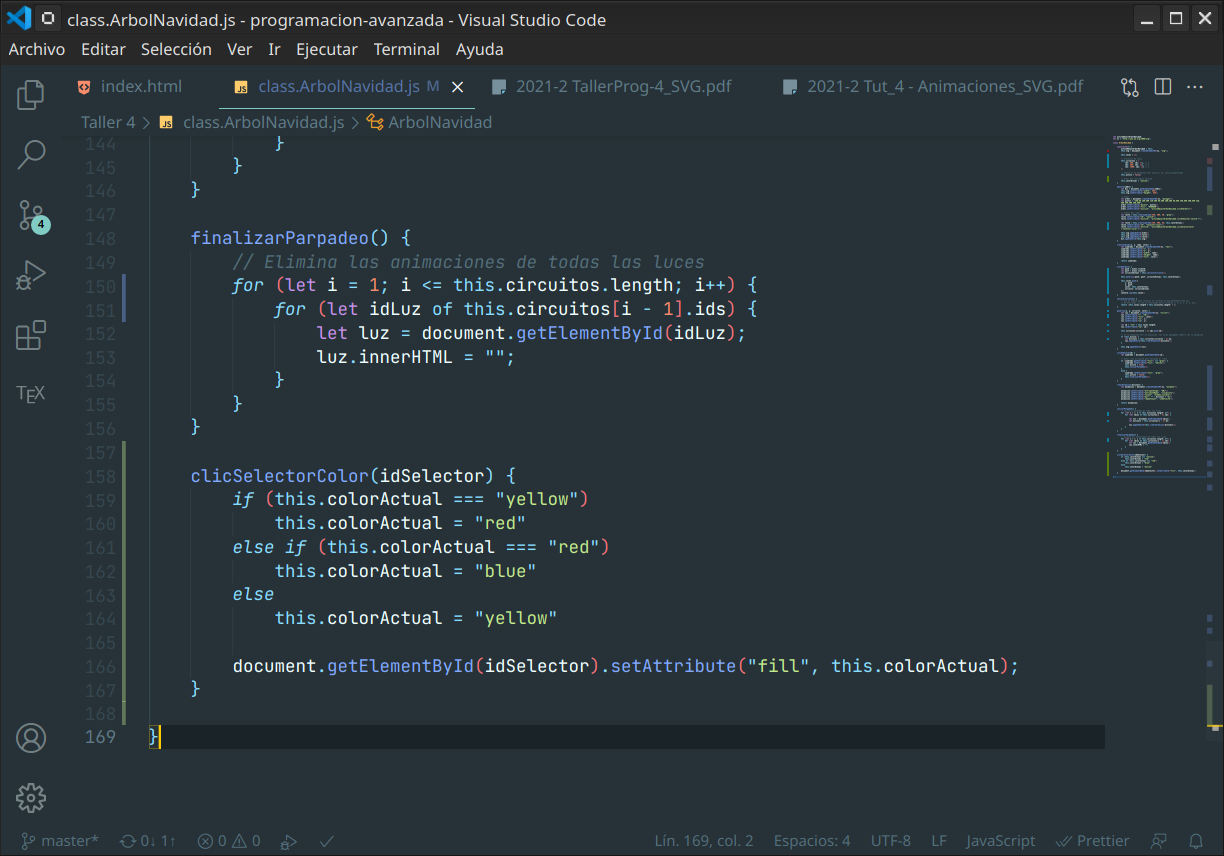 class.ArbolNavidad.js - programacion-avanzada - Visual Studio Code
Archivo Editar Selección Ver Ir Ejecutar Terminal Ayuda
index.html class.ArbolNavidad.js M 2021-2 TallerProg-4_SVG.pdf 2021-2 Tut_4 - Animaciones_SVG.pdf
Taller 4 > JS class.ArbolNavidad.js > ArbolNavidad
144 }
145 }
146 }
147
148 finalizarParpadeo() {
149 // Elimina las animaciones de todas las luces
150 for (let i = 1; i <= this.circuitos.length; i++) {
151 for (let idLuz of this.circuitos[i - 1].ids) {
152 let luz = document.getElementById(idLuz);
153 luz.innerHTML = "";
154 }
155 }
156 }
157
158 clicSelectorColor(idSelector) {
159 if (this.colorActual === "yellow")
160 this.colorActual = "red"
161 else if (this.colorActual === "red")
162 this.colorActual = "blue"
163 else
164 this.colorActual = "yellow"
165
166 document.getElementById(idSelector).setAttribute("fill", this.colorActual);
167 }
168
169 }
4
TEX
master* 0↓ 1↑ 0 0 Lín. 169, col. 2 Espacios: 4 UTF-8 LF JavaScript Prettier